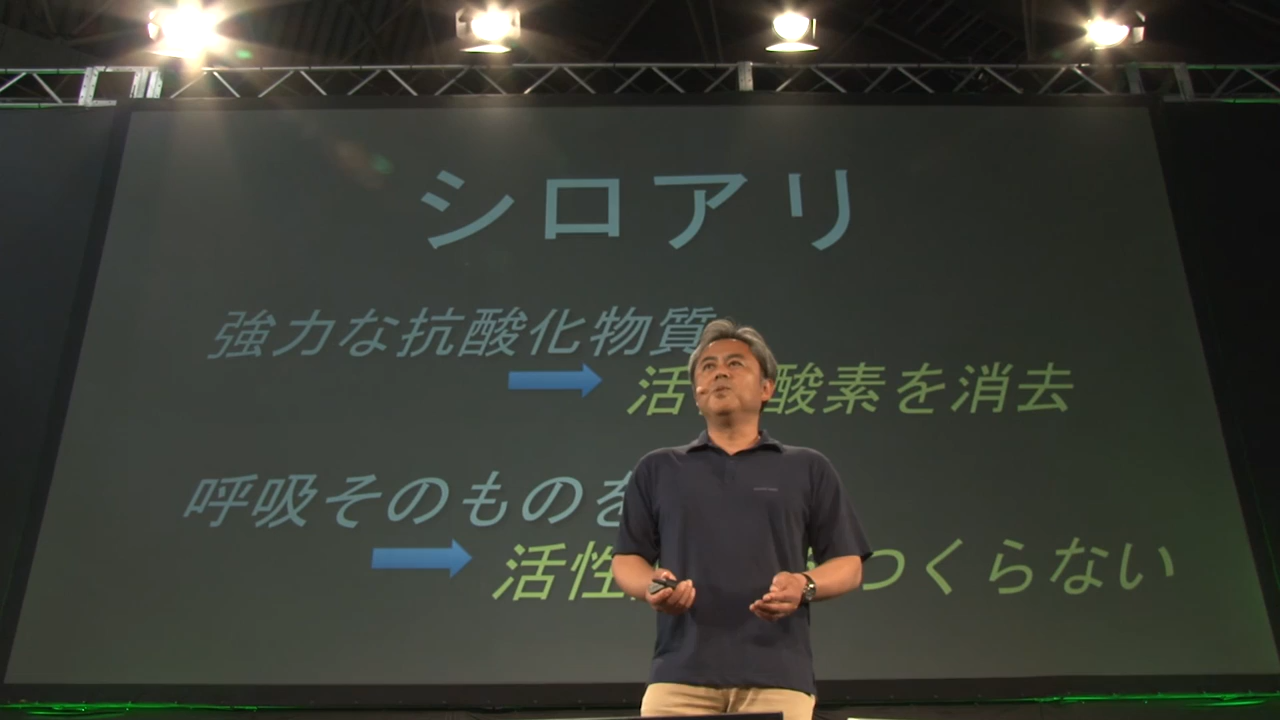 シロアリ
強力な抗酸化物質
活 酸素を消去
呼吸そのものを
活性 つくらない